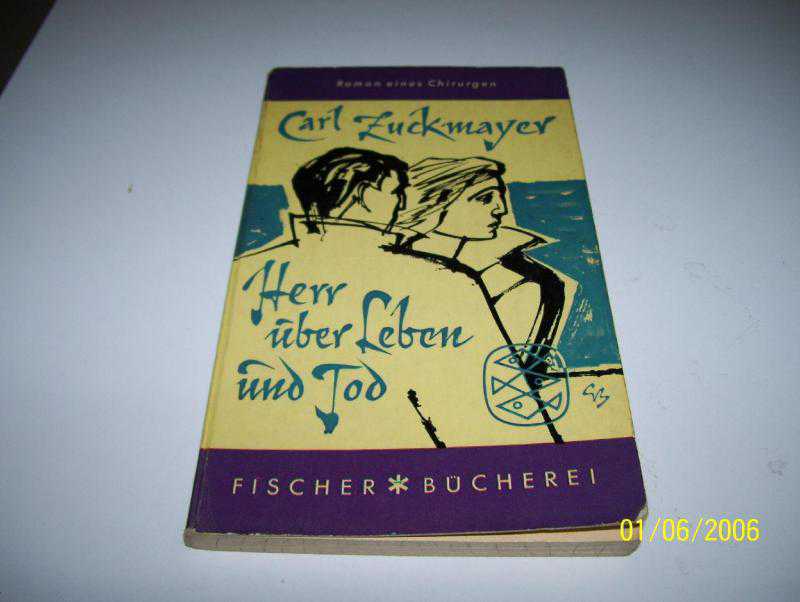 Roman eines Chirurgen
Carl Zuckmayer
Herr
über Leben
und Tod
FISCHER * BÜCHEREI
01/06/2006